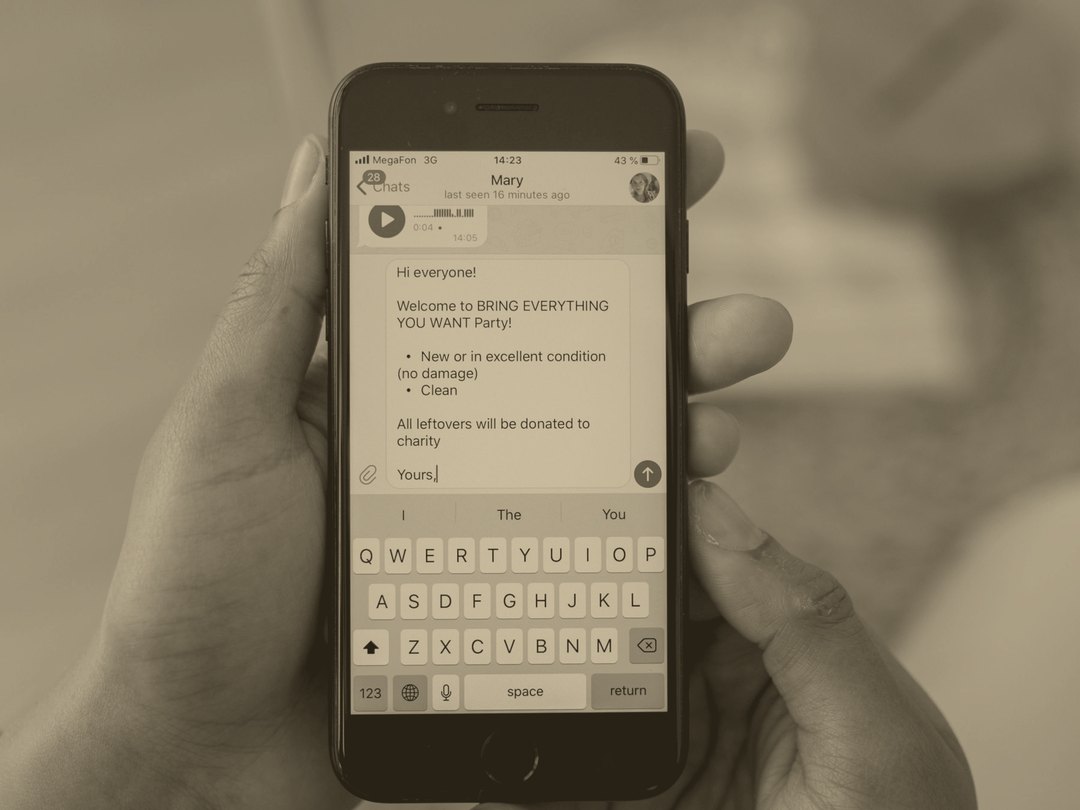 MegaFon 3G 14:23 43 %
28
Chats Mary
last seen 16 minutes ago
0:04
14:05
Hi everyone!
Welcome to BRING EVERYTHING
YOU WANT Party!
• New or in excellent condition
(no damage)
• Clean
All leftovers will be donated to
charity
Yours,
I The You
Q W E R T Y U I O P
A S D F G H J K L
Z X C V B N M
123 space return